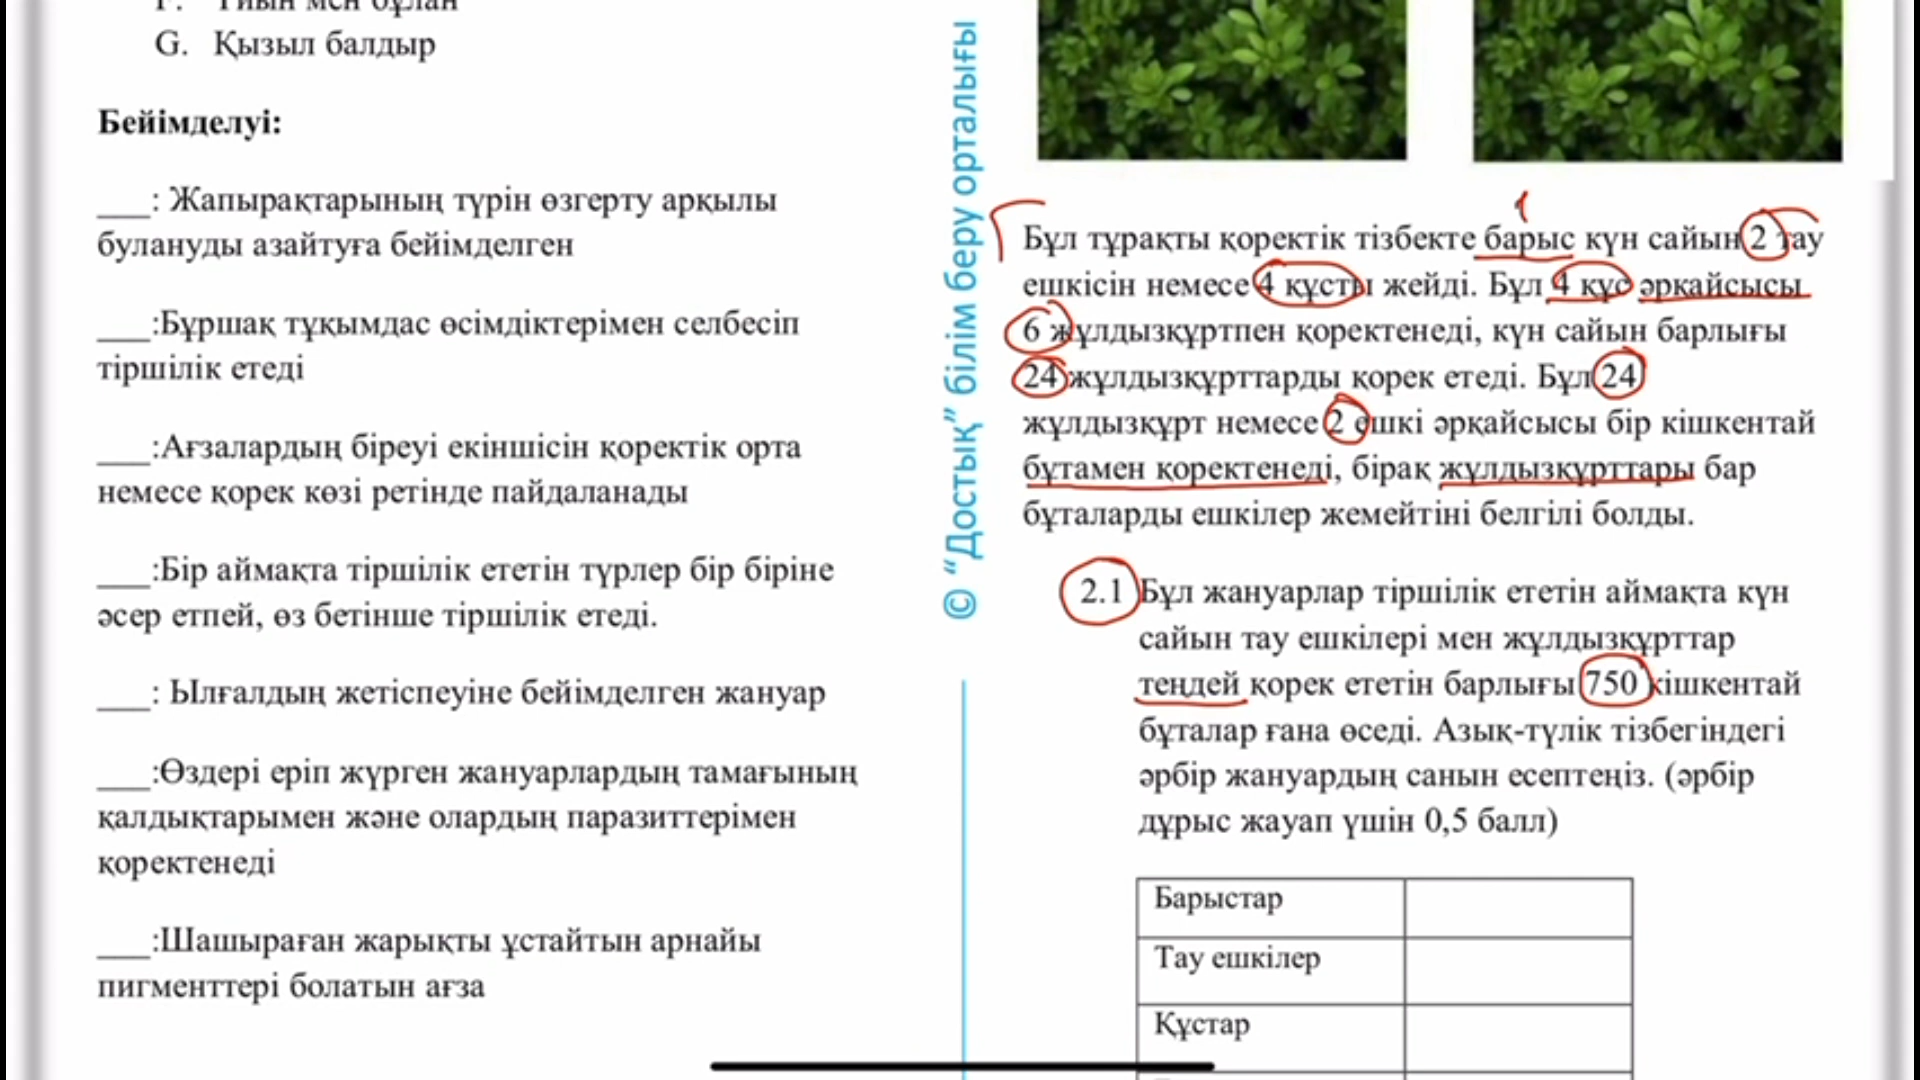 G. Қызыл балдыр
Бейімделуі:
___: Жапырақтарының түрін өзгерту арқылы
булануды азайтуға бейімделген
___:Бұршақ тұқымдас өсімдіктерімен селбесіп
тіршілік етеді
___:Ағзалардың біреуі екіншісін қоректік орта
немесе қорек көзі ретінде пайдаланады
___:Бір аймақта тіршілік ететін түрлер бір біріне
әсер етпей, өз бетінше тіршілік етеді.
___: Ылғалдың жетіспеуіне бейімделген жануар
___:Өздері еріп жүрген жануарлардың тамағының
қалдықтарымен және олардың паразиттерімен
қоректенеді
___:Шашыраған жарықты ұстайтын арнайы
пигменттері болатын ағза
© “Достық” білім беру орталығы
1
Бұл тұрақты қоректік тізбекте барыс күн сайын 2 тау
ешкісін немесе 4 құсты жейді. Бұл 4 құс әрқайсысы
6 жұлдызқұртпен қоректенеді, күн сайын барлығы
24 жұлдызқұрттарды қорек етеді. Бұл 24
жұлдызқұрт немесе 2 ешкі әрқайсысы бір кішкентай
бұтамен қоректенеді, бірақ жұлдызқұрттары бар
бұталарды ешкілер жемейтіні белгілі болды.
2.1 Бұл жануарлар тіршілік ететін аймақта күн
сайын тау ешкілері мен жұлдызқұрттар
теңдей қорек ететін барлығы 750 кішкентай
бұталар ғана өседі. Азық-түлік тізбегіндегі
әрбір жануардың санын есептеңіз. (әрбір
дұрыс жауап үшін 0,5 балл)
Барыстар
Тау ешкілер
Құстар